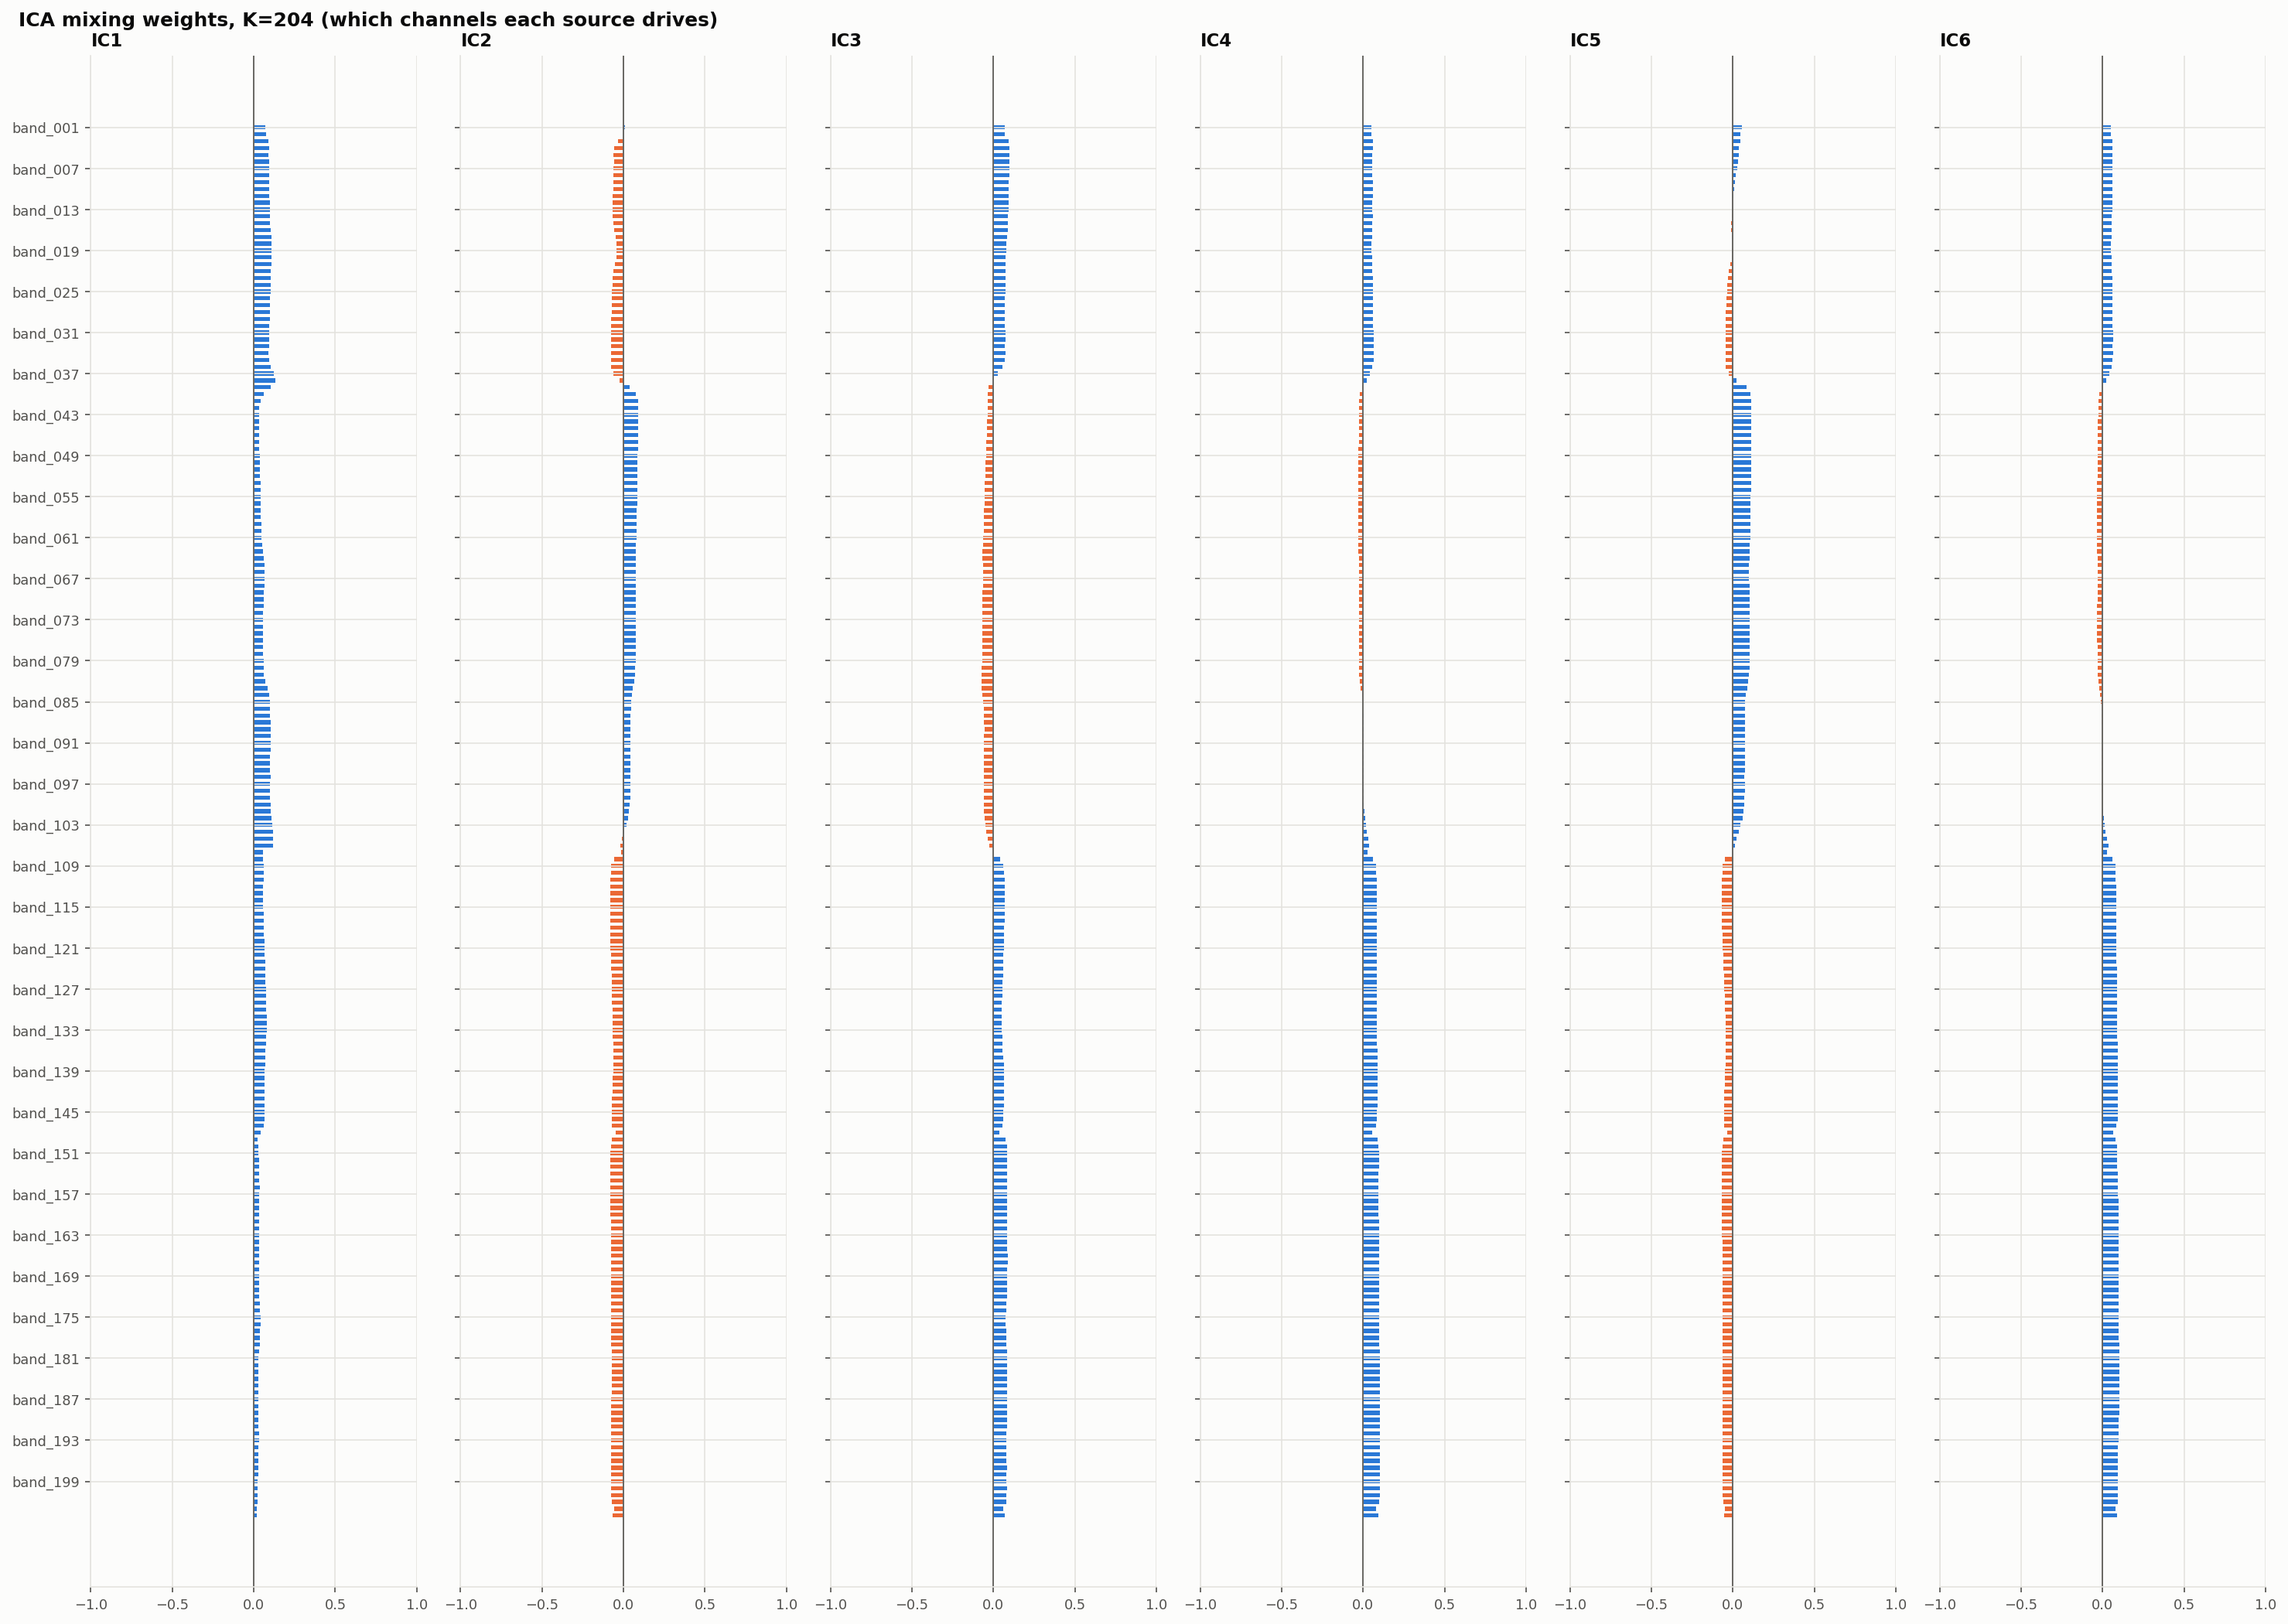 ICA mixing weights, K=204 (which channels each source drives)
IC1 IC2 IC3 IC4 IC5 IC6
band_001
band_007
band_013
band_019
band_025
band_031
band_037
band_043
band_049
band_055
band_061
band_067
band_073
band_079
band_085
band_091
band_097
band_103
band_109
band_115
band_121
band_127
band_133
band_139
band_145
band_151
band_157
band_163
band_169
band_175
band_181
band_187
band_193
band_199
−1.0 −0.5 0.0 0.5 1.0 −1.0 −0.5 0.0 0.5 1.0 −1.0 −0.5 0.0 0.5 1.0 −1.0 −0.5 0.0 0.5 1.0 −1.0 −0.5 0.0 0.5 1.0 −1.0 −0.5 0.0 0.5 1.0